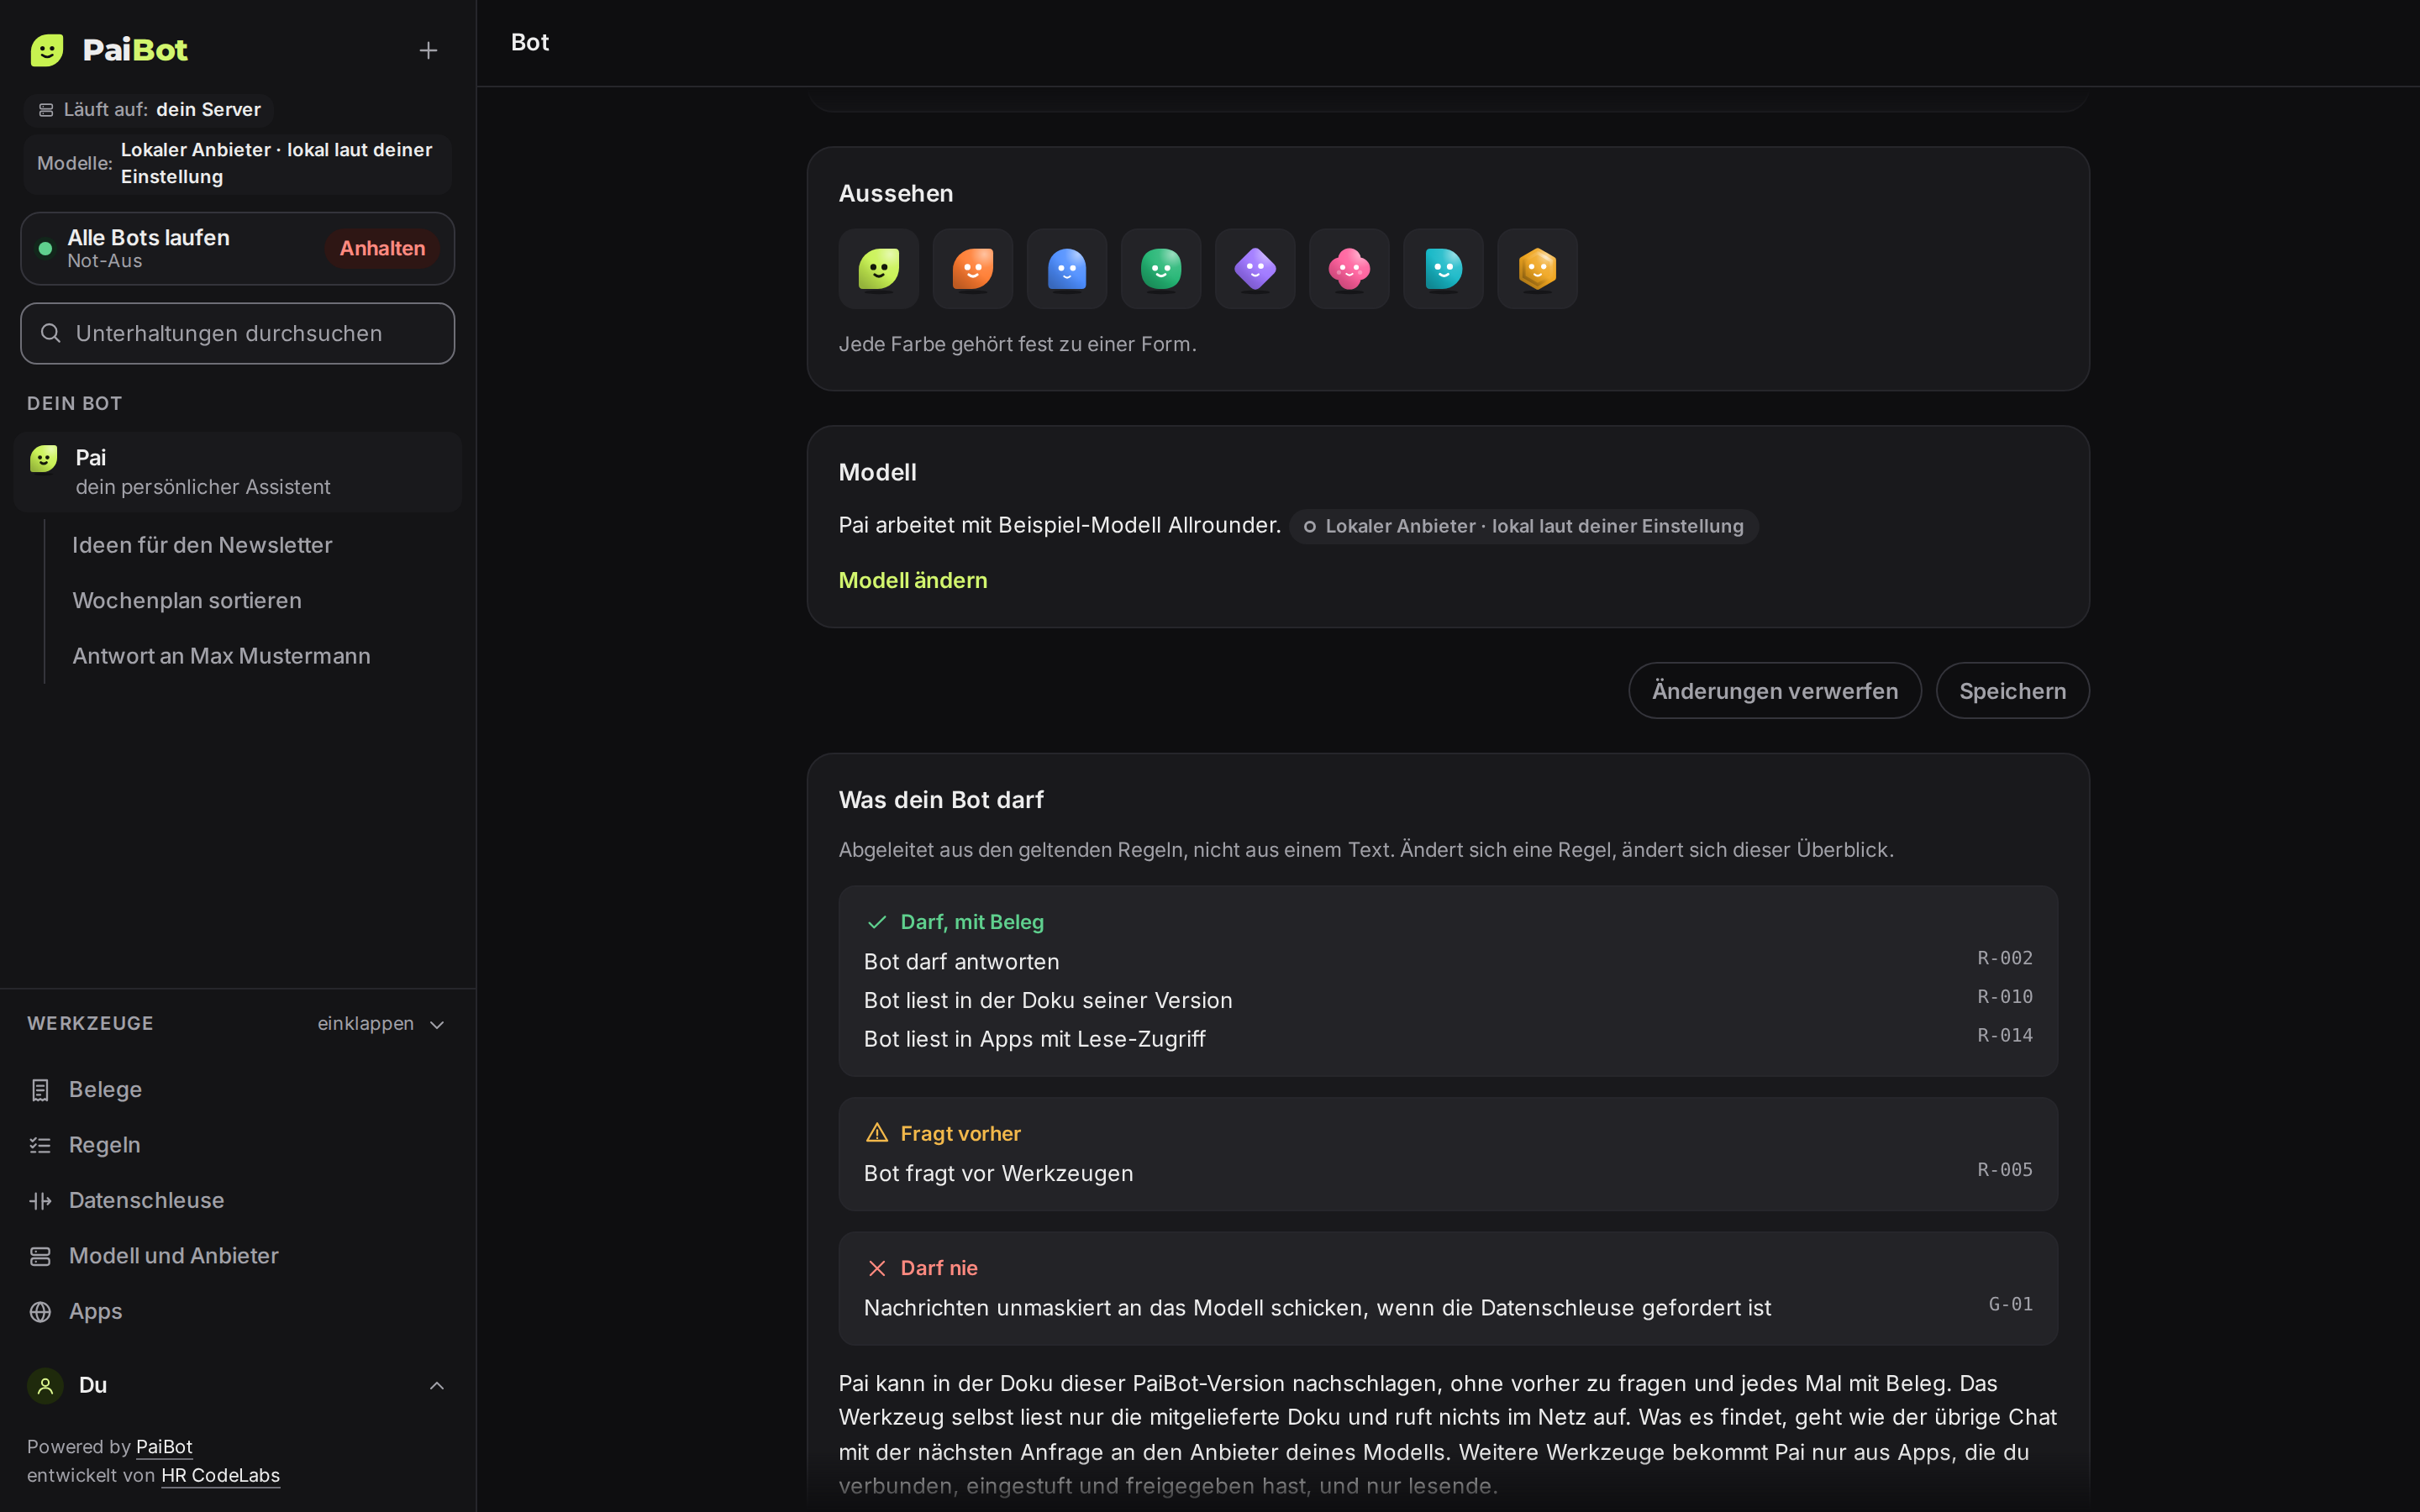 PaiBot
Läuft auf: dein Server
Modelle: Lokaler Anbieter · lokal laut deiner
Einstellung
Alle Bots laufen
Not-Aus
Anhalten
Unterhaltungen durchsuchen
DEIN BOT
Pai
dein persönlicher Assistent
Ideen für den Newsletter
Wochenplan sortieren
Antwort an Max Mustermann
WERKZEUGE einklappen
Belege
Regeln
Datenschleuse
Modell und Anbieter
Apps
Du
Powered by PaiBot
entwickelt von HR CodeLabs
Bot
Aussehen
Jede Farbe gehört fest zu einer Form.
Modell
Pai arbeitet mit Beispiel-Modell Allrounder. Lokaler Anbieter · lokal laut deiner Einstellung
Modell ändern
Änderungen verwerfen Speichern
Was dein Bot darf
Abgeleitet aus den geltenden Regeln, nicht aus einem Text. Ändert sich eine Regel, ändert sich dieser Überblick.
Darf, mit Beleg
Bot darf antworten R-002
Bot liest in der Doku seiner Version R-010
Bot liest in Apps mit Lese-Zugriff R-014
Fragt vorher
Bot fragt vor Werkzeugen R-005
Darf nie
Nachrichten unmaskiert an das Modell schicken, wenn die Datenschleuse gefordert ist G-01
Pai kann in der Doku dieser PaiBot-Version nachschlagen, ohne vorher zu fragen und jedes Mal mit Beleg. Das
Werkzeug selbst liest nur die mitgelieferte Doku und ruft nichts im Netz auf. Was es findet, geht wie der übrige Chat
mit der nächsten Anfrage an den Anbieter deines Modells. Weitere Werkzeuge bekommt Pai nur aus Apps, die du
verbunden, eingestuft und freigegeben hast, und nur lesende.